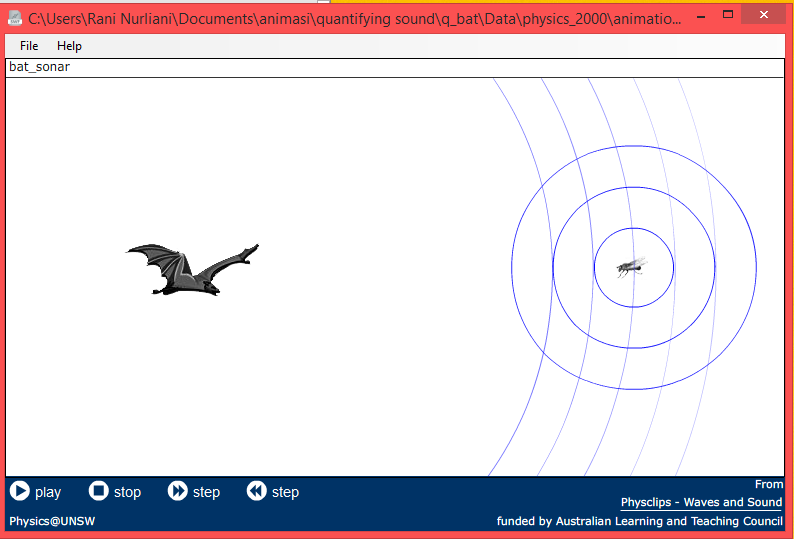 C:\Users\Rani Nurliani\Documents\animasi\quantifying sound\q_bat\Data\physics_2000\animatio...
File Help
bat_sonar
play stop step step
From
Physclips - Waves and Sound
Physics@UNSW
funded by Australian Learning and Teaching Council